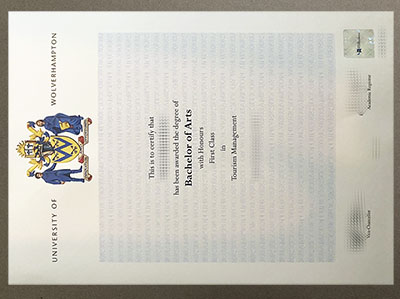 UNIVERSITY OF WOLVERHAMPTON
This is to certify that
has been awarded the degree of
Bachelor of Arts
with Honours
First Class
in
Tourism Management
Vice-Chancellor
Academic Registrar